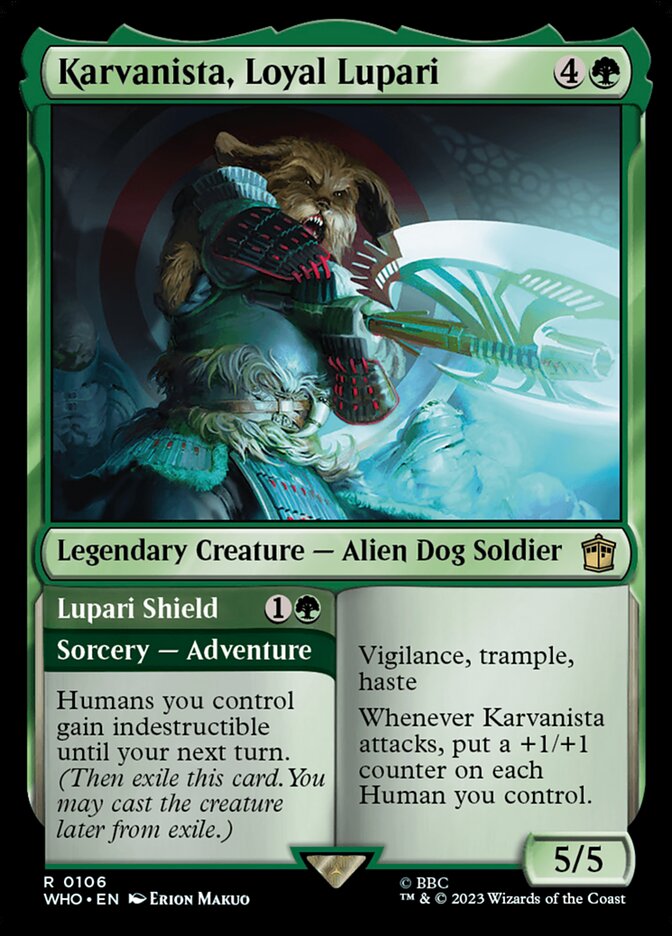 Karvanista, Loyal Lupari 4
Legendary Creature — Alien Dog Soldier
Lupari Shield 1
Sorcery — Adventure
Humans you control
gain indestructible
until your next turn.
(Then exile this card. You
may cast the creature
later from exile.)
Vigilance, trample,
haste
Whenever Karvanista
attacks, put a +1/+1
counter on each
Human you control.
5/5
R 0106
WHO • EN Erion Makuo
© BBC
™ & © 2023 Wizards of the Coast